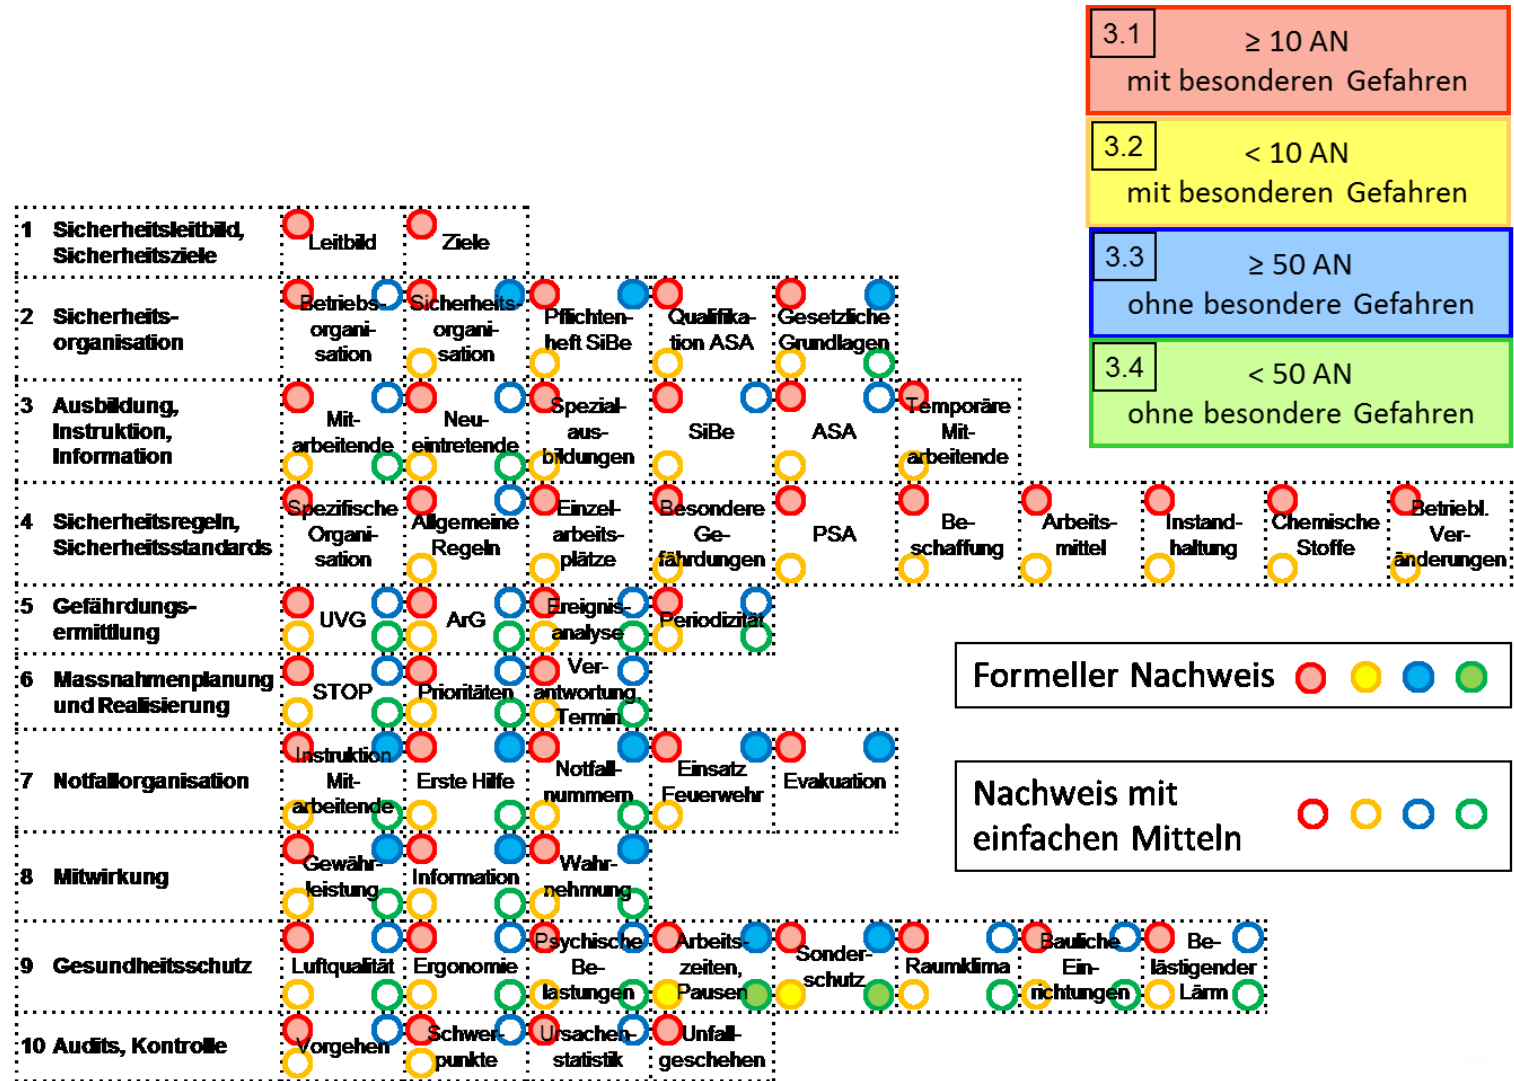 3.1
≥ 10 AN
mit besonderen Gefahren
3.2
< 10 AN
mit besonderen Gefahren
3.3
≥ 50 AN
ohne besondere Gefahren
3.4
< 50 AN
ohne besondere Gefahren
1 Sicherheitsleitbild,
Sicherheitsziele
Leitbild
Ziele
2 Sicherheits-
organisation
Betriebs-
organi-
sation
Sicherheits-
organi-
sation
Pflichten-
heft SiBe
Qualifika-
tion ASA
Gesetzliche
Grundlagen
3 Ausbildung,
Instruktion,
Information
Mit-
arbeitende
Neu-
eintretende
Spezial-
aus-
bildungen
SiBe
ASA
Temporäre
Mit-
arbeitende
4 Sicherheitsregeln,
Sicherheitsstandards
Spezifische
Organi-
sation
Allgemeine
Regeln
Einzel-
arbeits-
plätze
Besondere
Ge-
fährdungen
PSA
Be-
schaffung
Arbeits-
mittel
Instand-
haltung
Chemische
Stoffe
Betriebl.
Ver-
änderungen
5 Gefährdungs-
ermittlung
UVG
ArG
Ereignis-
analyse
Periodizität
6 Massnahmenplanung
und Realisierung
STOP
Prioritäten
Ver-
antwortung,
Termin
7 Notfallorganisation
Instruktion
Mit-
arbeitende
Erste Hilfe
Notfall-
nummern
Einsatz
Feuerwehr
Evakuation
8 Mitwirkung
Gewähr-
leistung
Information
Wahr-
nehmung
9 Gesundheitsschutz
Luftqualität
Ergonomie
Psychische
Be-
lastungen
Arbeits-
zeiten,
Pausen
Sonder-
schutz
Raumklima
Bauliche
Ein-
richtungen
Be-
lästigender
Lärm
10 Audits, Kontrolle
Vorgehen
Schwer-
punkte
Ursachen-
statistik
Unfall-
geschehen
Formeller Nachweis
Nachweis mit
einfachen Mitteln